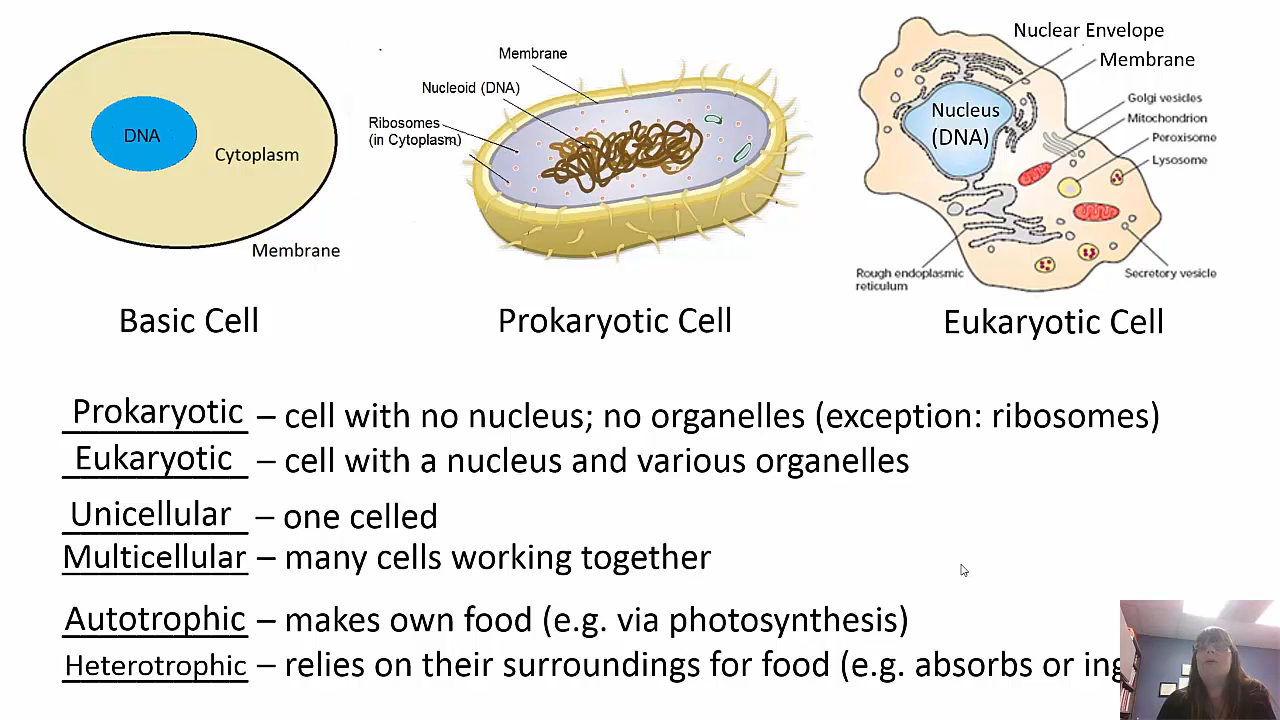 DNA
Cytoplasm
Membrane
Basic Cell
Membrane
Nucleoid (DNA)
Ribosomes
(in Cytoplasm)
Prokaryotic Cell
Nuclear Envelope
Membrane
Nucleus
(DNA)
Golgi vesicles
Mitochondrion
Peroxisome
Lysosome
Rough endoplasmic
reticulum
Secretory vesicle
Eukaryotic Cell
Prokaryotic – cell with no nucleus; no organelles (exception: ribosomes)
Eukaryotic – cell with a nucleus and various organelles
Unicellular – one celled
Multicellular – many cells working together
Autotrophic – makes own food (e.g. via photosynthesis)
Heterotrophic – relies on their surroundings for food (e.g. absorbs or